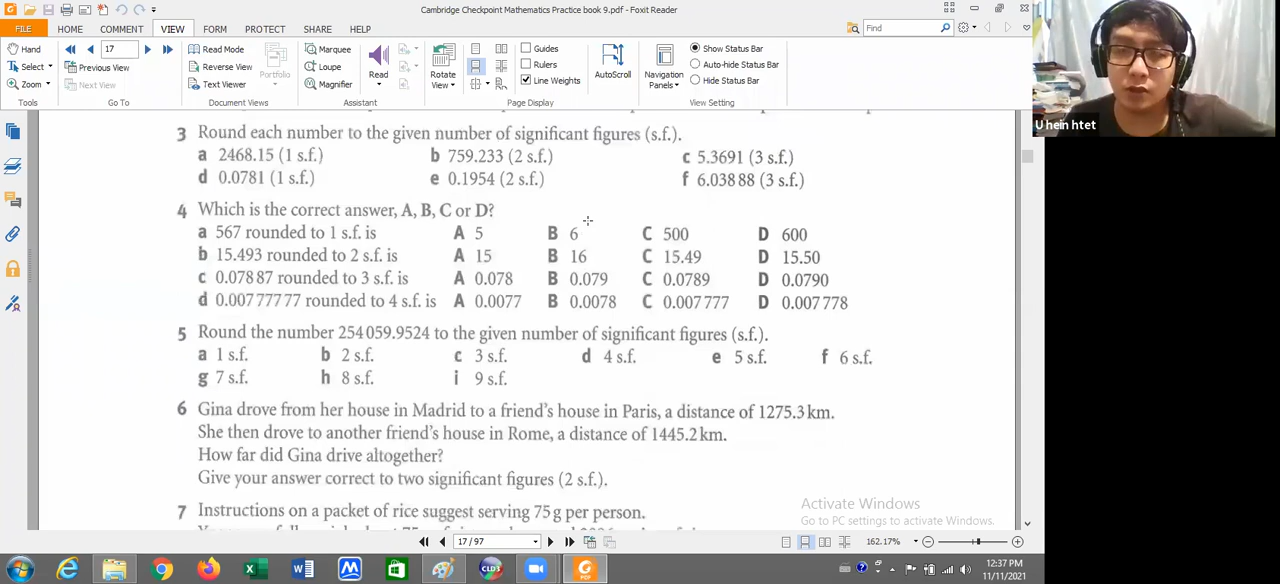 Cambridge Checkpoint Mathematics Practice book 9.pdf - Foxit Reader
FILE HOME COMMENT VIEW FORM PROTECT SHARE HELP
Find
Hand
Select
Zoom
Tools
17
Previous View
Next View
Go To
Read Mode
Reverse View
Text Viewer
Portfolio
Document Views
Marquee
Loupe
Magnifier
Read
Assistant
Rotate View
Guides
Rulers
Line Weights
Page Display
AutoScroll
Navigation Panels
Show Status Bar
Auto-hide Status Bar
Hide Status Bar
View Setting
U hein htet
3 Round each number to the given number of significant figures (s.f.).
a 2468.15 (1 s.f.) b 759.233 (2 s.f.) c 5.3691 (3 s.f.)
d 0.0781 (1 s.f.) e 0.1954 (2 s.f.) f 6.038 88 (3 s.f.)
4 Which is the correct answer, A, B, C or D?
a 567 rounded to 1 s.f. is A 5 B 6 C 500 D 600
b 15.493 rounded to 2 s.f. is A 15 B 16 C 15.49 D 15.50
c 0.078 87 rounded to 3 s.f. is A 0.078 B 0.079 C 0.0789 D 0.0790
d 0.007 777 77 rounded to 4 s.f. is A 0.0077 B 0.0078 C 0.007 777 D 0.007 778
5 Round the number 254 059.9524 to the given number of significant figures (s.f.).
a 1 s.f. b 2 s.f. c 3 s.f. d 4 s.f. e 5 s.f. f 6 s.f.
g 7 s.f. h 8 s.f. i 9 s.f.
6 Gina drove from her house in Madrid to a friend's house in Paris, a distance of 1275.3 km.
She then drove to another friend's house in Rome, a distance of 1445.2 km.
How far did Gina drive altogether?
Give your answer correct to two significant figures (2 s.f.).
7 Instructions on a packet of rice suggest serving 75 g per person.
Activate Windows
Go to PC settings to activate Windows.
17 / 97
162.17%
12:37 PM
11/11/2021